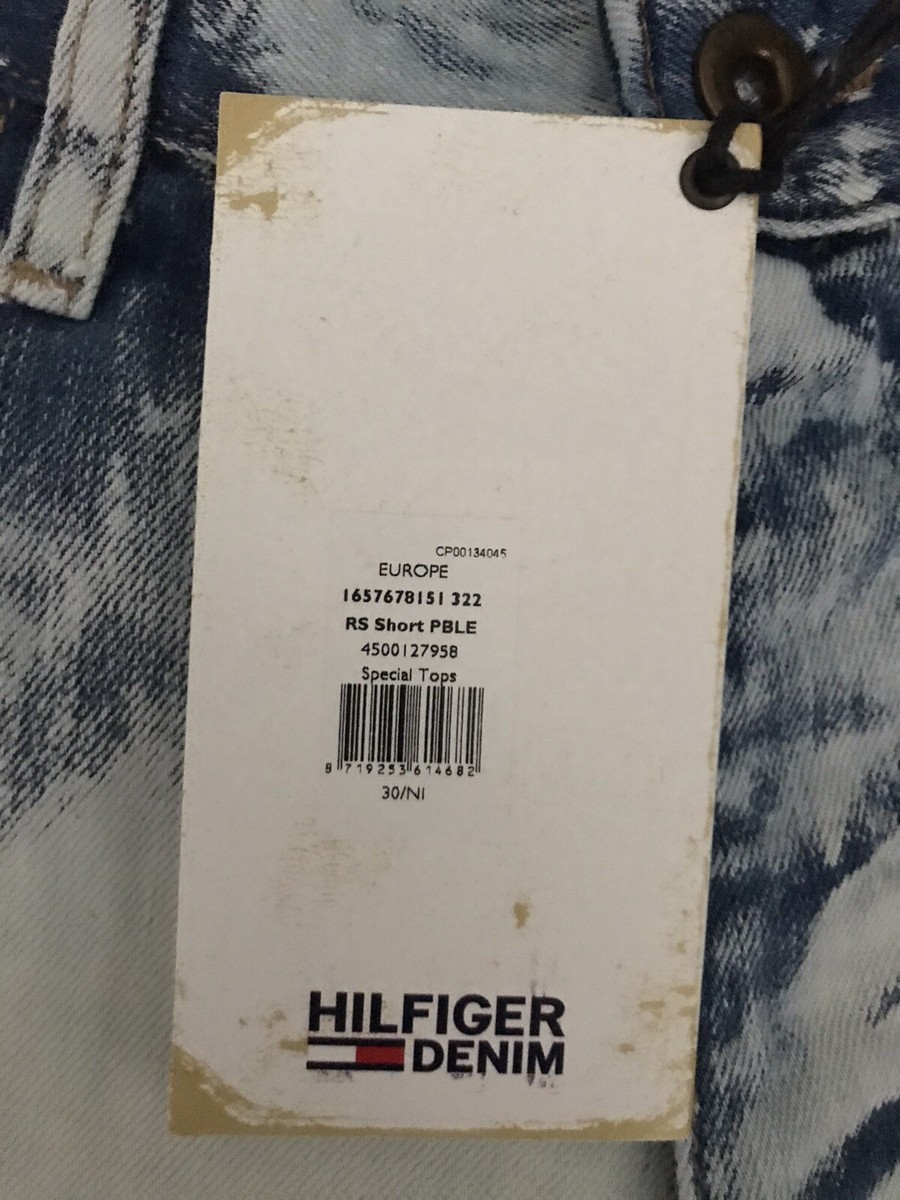 CP00134045
EUROPE
1657678151 322
RS Short PBLE
4500127958
Special Tops
8 719253 614682
30/NI
HILFIGER
DENIM